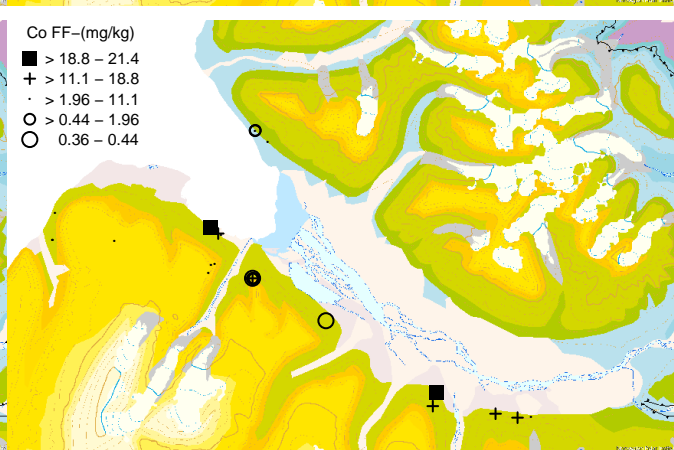 Co FF−(mg/kg)
> 18.8 − 21.4
> 11.1 − 18.8
> 1.96 − 11.1
> 0.44 − 1.96
0.36 − 0.44